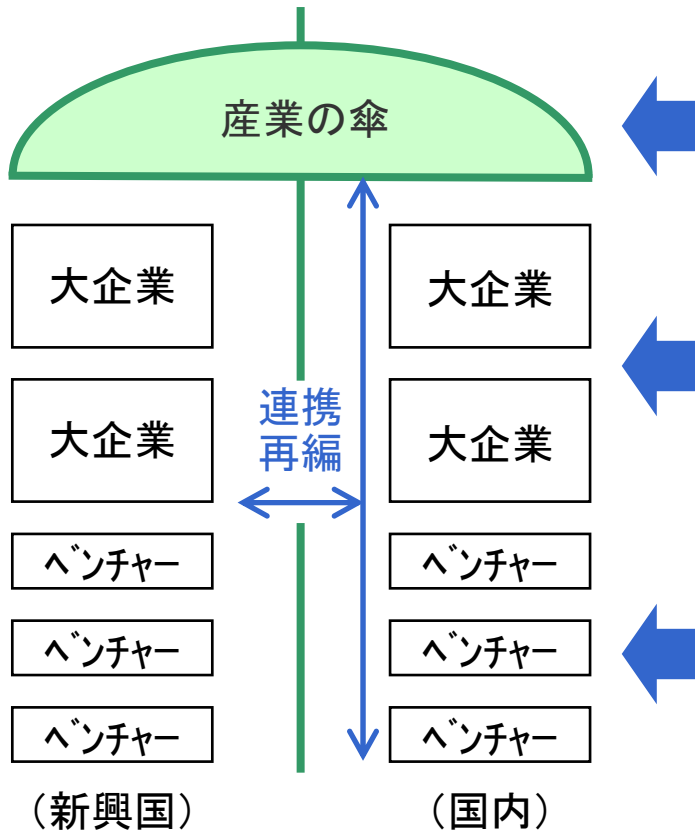 産業の傘
大企業
大企業
連携
再編
大企業
大企業
ベンチャー
ベンチャー
ベンチャー
ベンチャー
ベンチャー
ベンチャー
（新興国）
（国内）